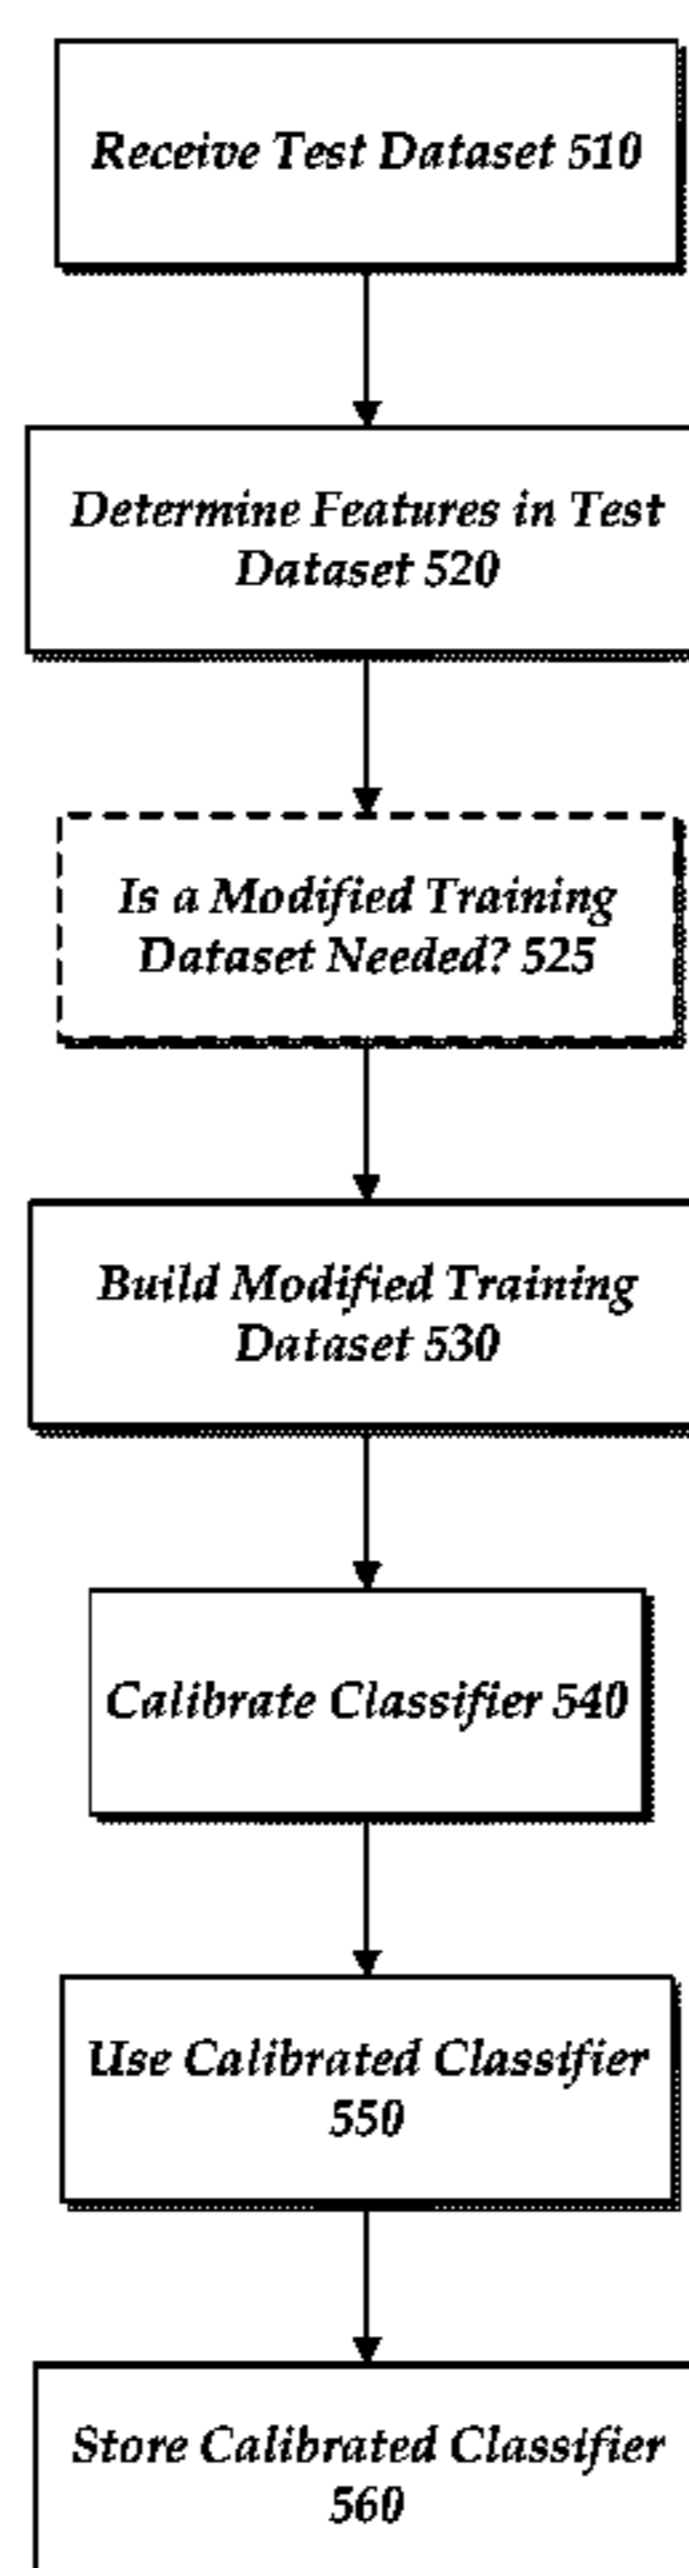 Receive Test Dataset 510
Determine Features in Test
Dataset 520
Is a Modified Training
Dataset Needed? 525
Build Modified Training
Dataset 530
Calibrate Classifier 540
Use Calibrated Classifier
550
Store Calibrated Classifier
560